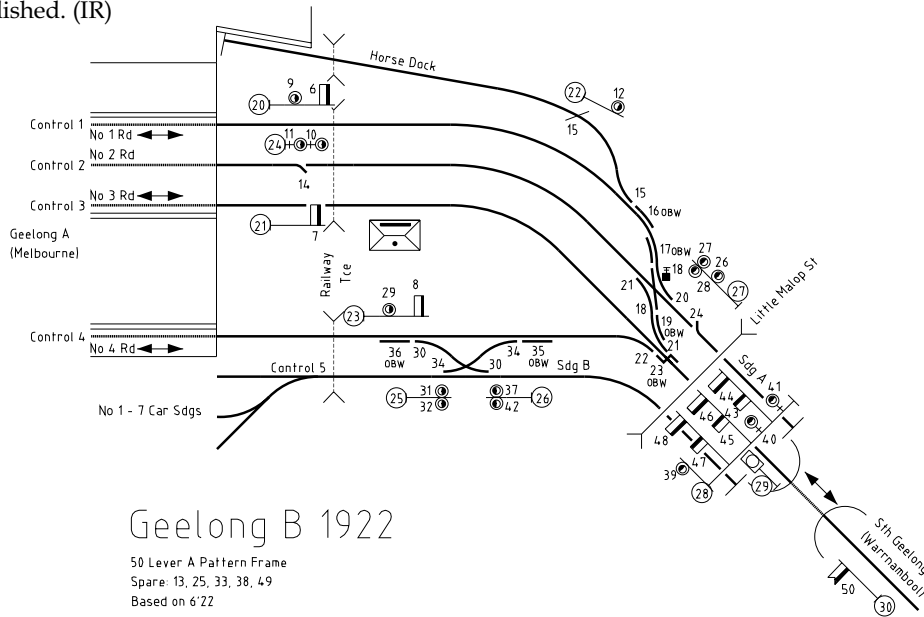 lished. (IR)
Horse Dock
9
6
20
22
12
15
Control 1
No 1 Rd
11
10
24
No 2 Rd
Control 2
14
15
16 OBW
No 3 Rd
Control 3
21
7
Geelong A
(Melbourne)
Railway
Tce
17 OBW
27
18
26
28
27
21
20
Little Malop St
29
8
23
18
19
OBW
24
21
Control 4
No 4 Rd
36
OBW
30
34
34
30
35
OBW
22
23
OBW
Control 5
Sdg B
Sdg A
31
32
25
37
42
26
No 1 - 7 Car Sdgs
41
44
43
46
45
40
48
47
39
28
29
Sth Geelong
(Warrnambool)
50
30
Geelong B 1922
50 Lever A Pattern Frame
Spare: 13, 25, 33, 38, 49
Based on 6'22